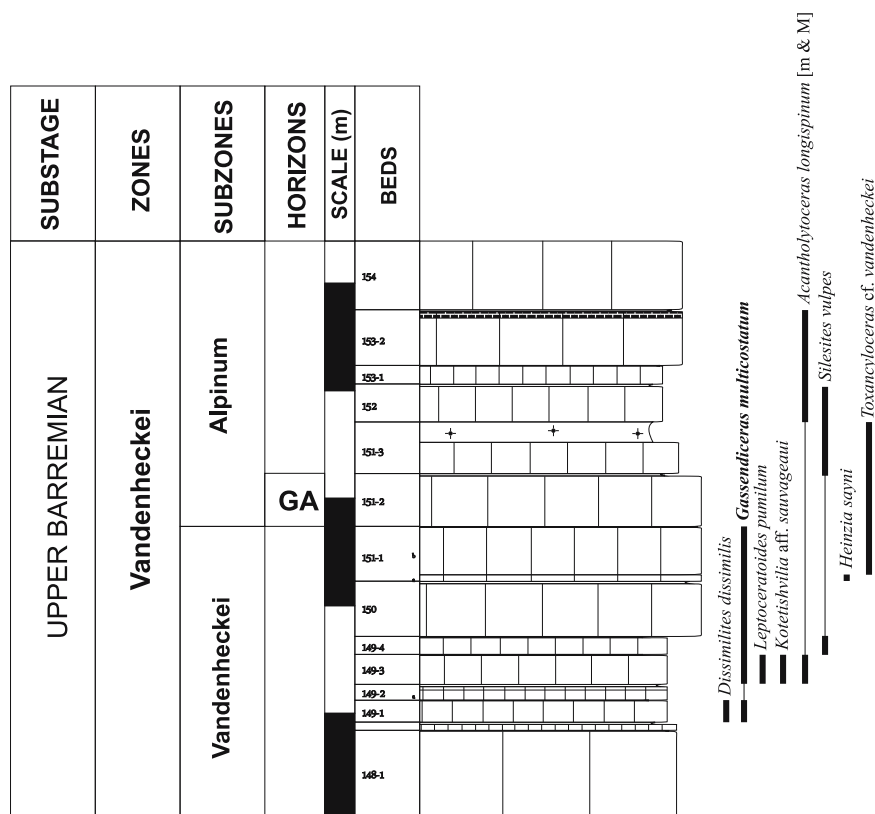 SUBSTAGE
ZONES
SUBZONES
HORIZONS
SCALE (m)
BEDS
UPPER BARREMIAN
Vandenheckei
Alpinum
Vandenheckei
GA
154
153-2
153-1
152
151-3
151-2
151-1
b
a
150
149-4
149-3
149-2
a
149-1
148-1
Dissimilites dissimilis
Gassendiceras multicostatum
Leptoceratoides pumilum
Kotetishvilia aff. sauvageaui
Acantholytoceras longispinum [m & M]
Silesites vulpes
Heinzia sayni
Toxancyloceras cf. vandenheckei